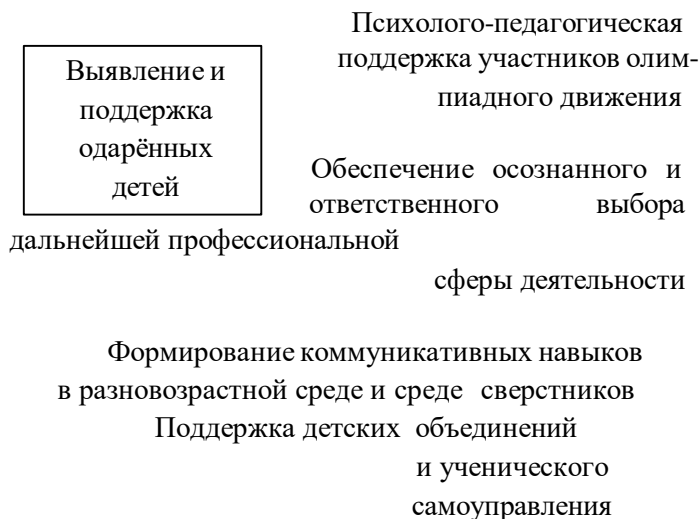 Психолого-педагогическая
поддержка участников олим-
пиадного движения
Выявление и
поддержка
одарённых
детей
Обеспечение осознанного и
ответственного выбора
дальнейшей профессиональной
сферы деятельности
Формирование коммуникативных навыков
в разновозрастной среде и среде сверстников
Поддержка детских объединений
и ученического
самоуправления